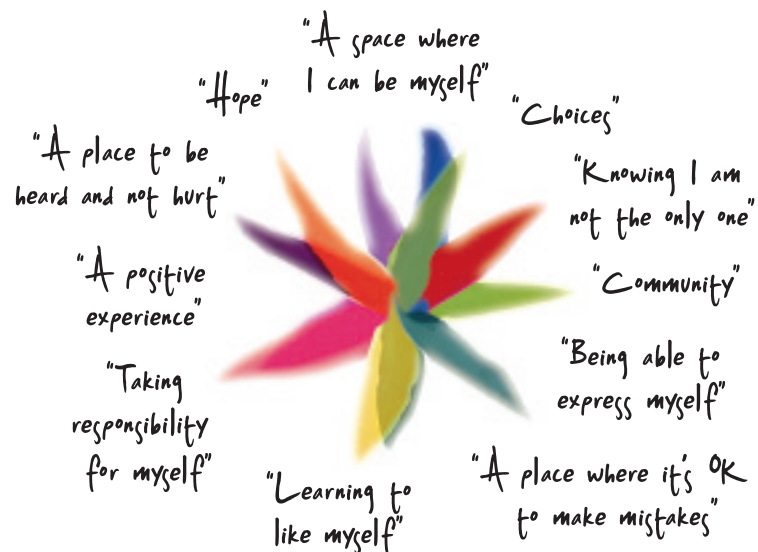 "A space where
I can be myself"
"Hope"
"Choices"
"A place to be
heard and not hurt"
"Knowing I am
not the only one"
"A positive
experience"
"Community"
"Taking
responsibility
for myself"
"Being able to
express myself"
"Learning to
like myself"
"A place where it's OK
to make mistakes"